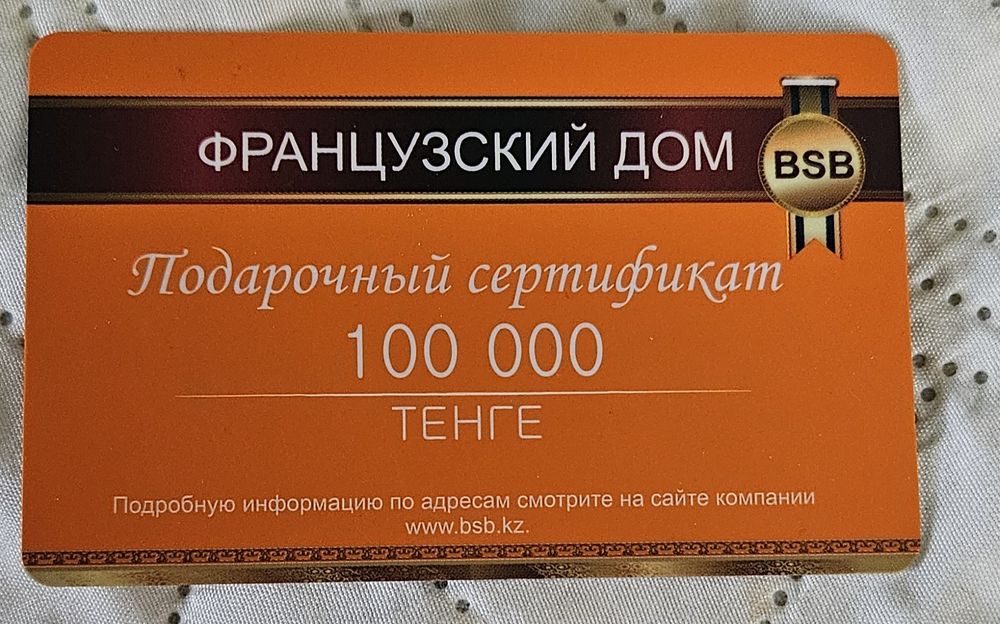 ФРАНЦУЗСКИЙ ДОМ
BSB
Подарочный сертификат
100 000
ТЕНГЕ
Подробную информацию по адресам смотрите на сайте компании
www.bsb.kz.